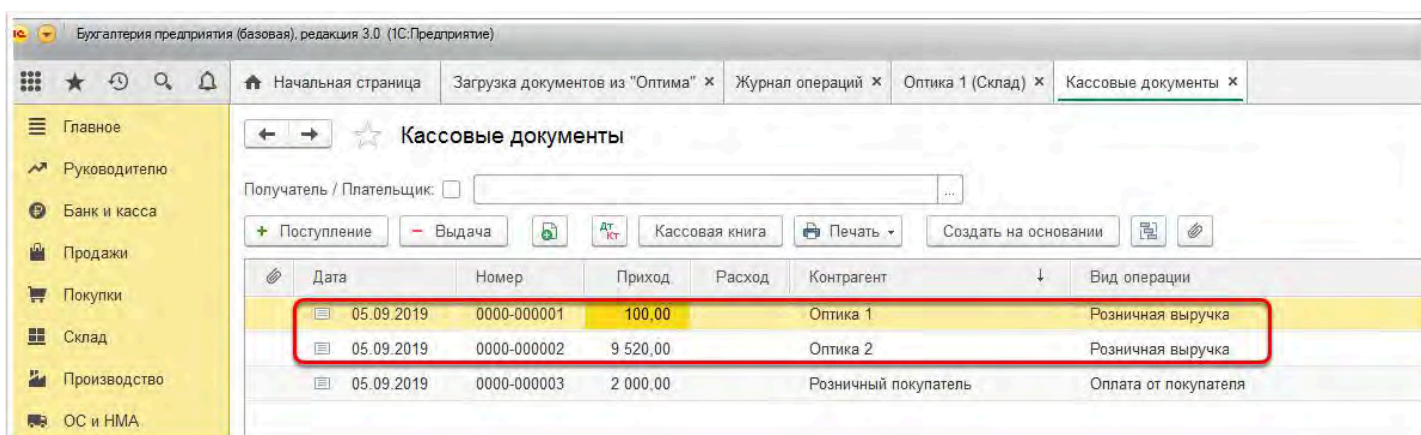 1С Бухгалтерия предприятия (базовая), редакция 3.0 (1С:Предприятие)
Начальная страница Загрузка документов из "Оптима" × Журнал операций × Оптика 1 (Склад) × Кассовые документы ×
Главное
Кассовые документы
Руководителю
Получатель / Плательщик: ...
Банк и касса
+ Поступление – Выдача Дт Кт Кассовая книга Печать Создать на основании
Продажи
Дата Номер Приход Расход Контрагент ↓ Вид операции
Покупки
05.09.2019 0000-000001 100,00 Оптика 1 Розничная выручка
Склад
05.09.2019 0000-000002 9 520,00 Оптика 2 Розничная выручка
Производство
05.09.2019 0000-000003 2 000,00 Розничный покупатель Оплата от покупателя
ОС и НМА